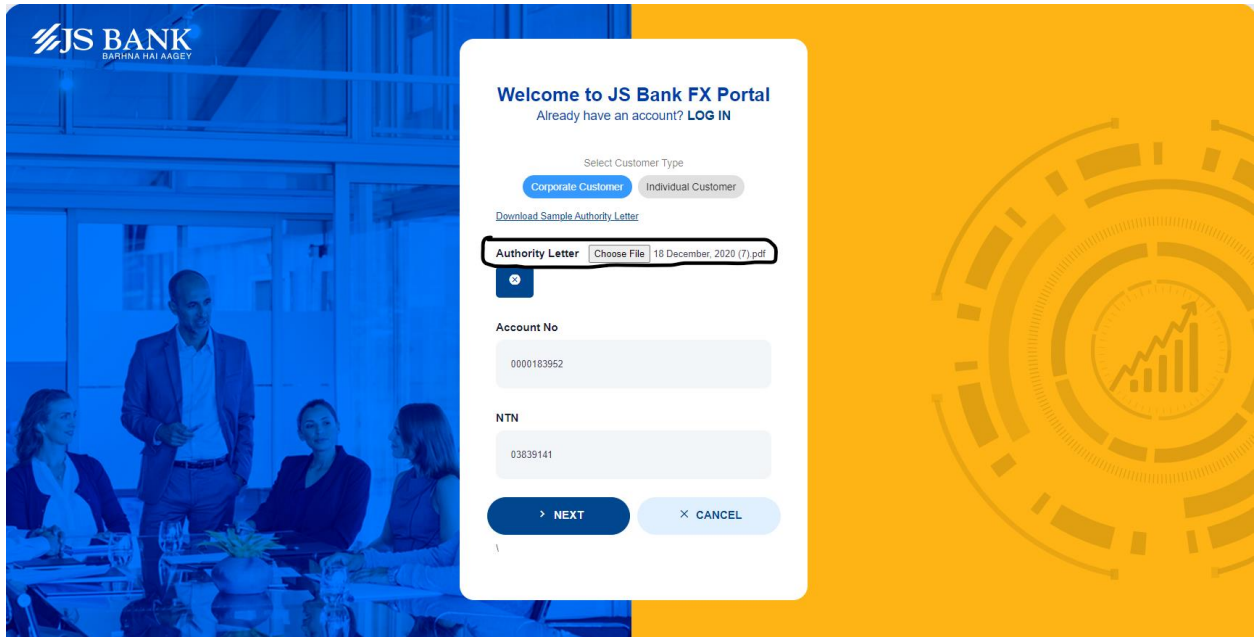 JS BANK
BARHNA HAI AAGEY
Welcome to JS Bank FX Portal
Already have an account? LOG IN
Select Customer Type
Corporate Customer Individual Customer
Download Sample Authority Letter
Authority Letter Choose File 18 December, 2020 (7).pdf
Account No
0000183952
NTN
03839141
> NEXT × CANCEL
\